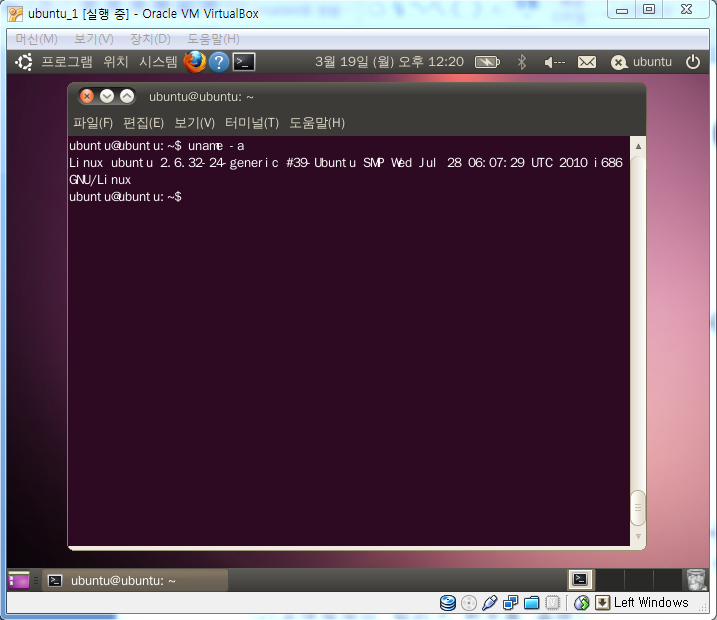 ubuntu_1 [실행 중] - Oracle VM VirtualBox
머신(M) 보기(V) 장치(D) 도움말(H)
프로그램 위치 시스템 3월 19일 (월) 오후 12:20 ubuntu
ubuntu@ubuntu: ~
파일(F) 편집(E) 보기(V) 터미널(T) 도움말(H)
ubuntu@ubuntu:~$ uname -a
Linux ubuntu 2.6.32-24-generic #39-Ubuntu SMP Wed Jul 28 06:07:29 UTC 2010 i686
GNU/Linux
ubuntu@ubuntu:~$
ubuntu@ubuntu: ~
Left Windows